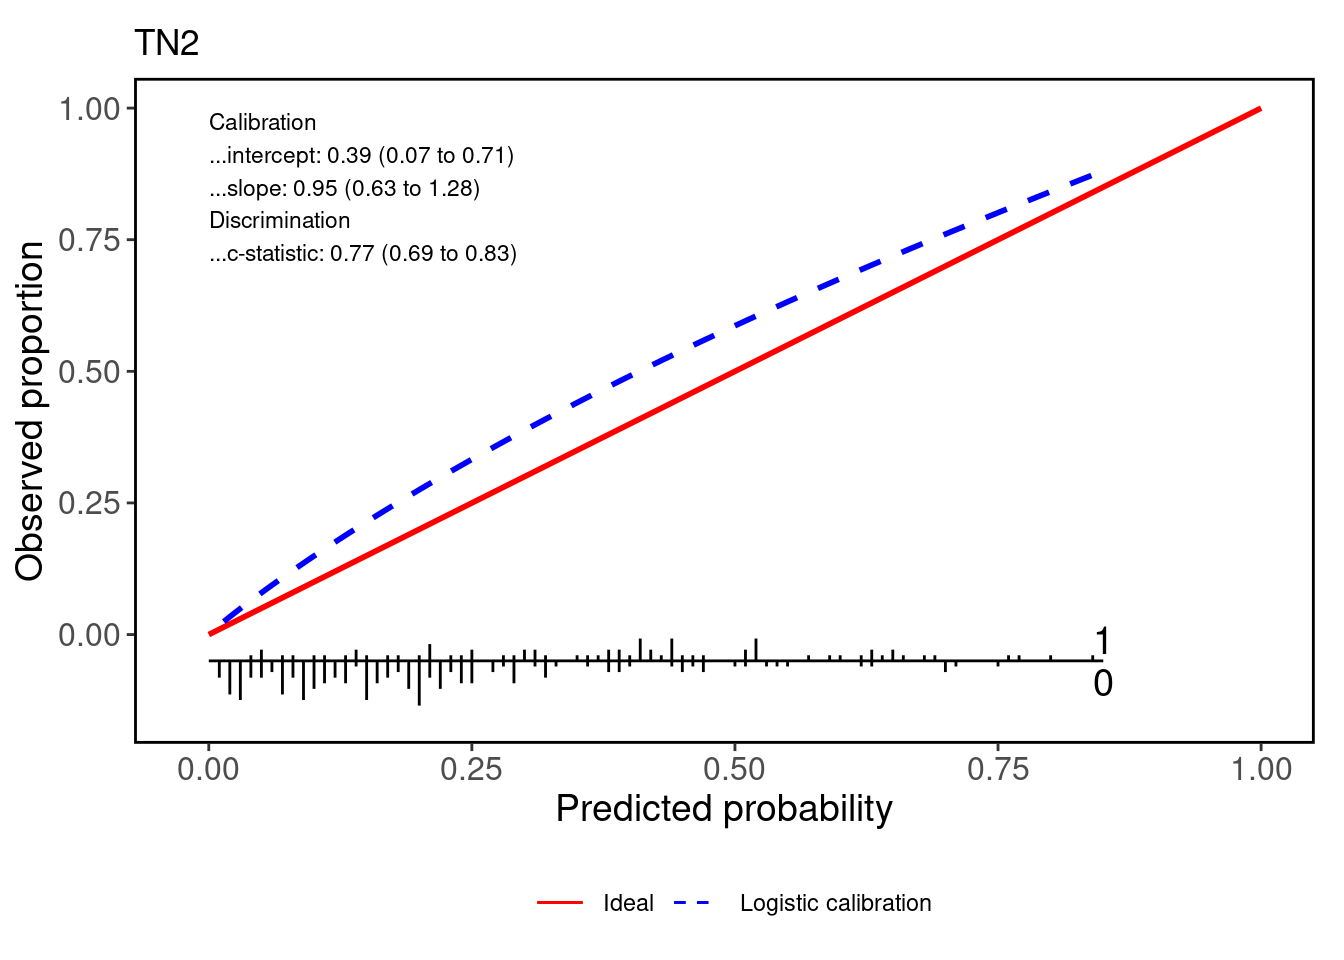 TN2
Calibration
...intercept: 0.39 (0.07 to 0.71)
...slope: 0.95 (0.63 to 1.28)
Discrimination
...c-statistic: 0.77 (0.69 to 0.83)
Observed proportion
1.00
0.75
0.50
0.25
0.00
1
0
0.00 0.25 0.50 0.75 1.00
Predicted probability
Ideal Logistic calibration